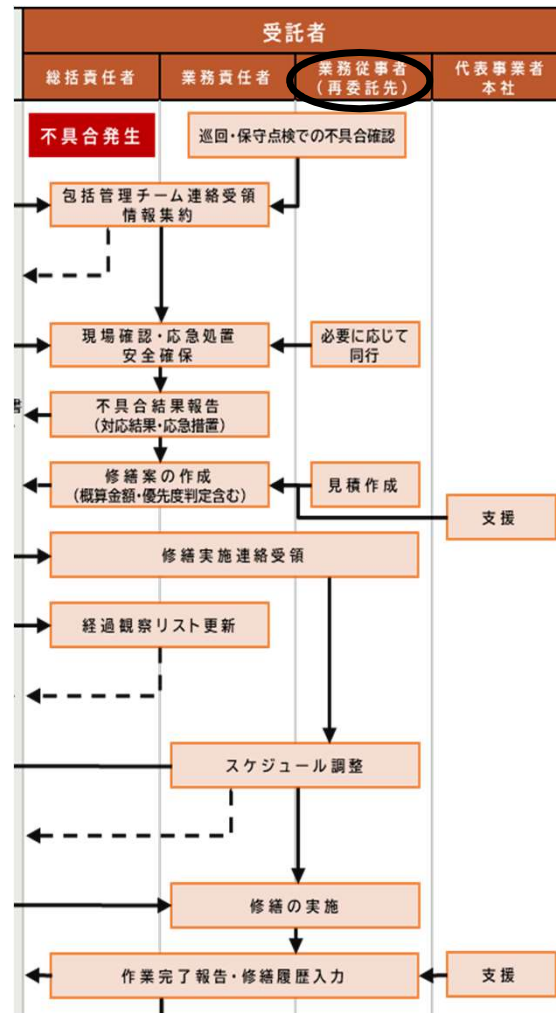 受託者
総括責任者
業務責任者
業務従事者
(再委託先)
代表事業者
本社
不具合発生
巡回・保守点検での不具合確認
包括管理チーム連絡受領
情報集約
現場確認・応急処置
安全確保
必要に応じて
同行
書
不具合結果報告
(対応結果・応急措置)
修繕案の作成
(概算金額・優先度判定含む)
見積作成
支援
修繕実施連絡受領
経過観察リスト更新
スケジュール調整
修繕の実施
作業完了報告・修繕履歴入力
支援